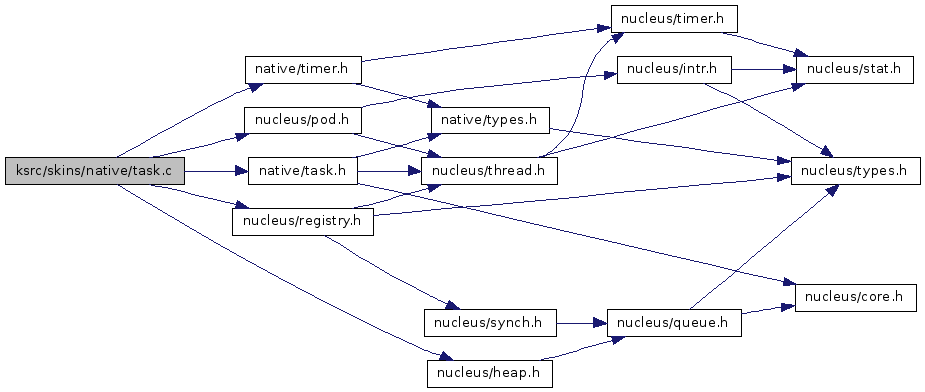 nucleus/timer.h
native/timer.h
nucleus/intr.h
nucleus/stat.h
nucleus/pod.h
native/types.h
ksrc/skins/native/task.c
native/task.h
nucleus/thread.h
nucleus/types.h
nucleus/registry.h
nucleus/core.h
nucleus/synch.h
nucleus/queue.h
nucleus/heap.h